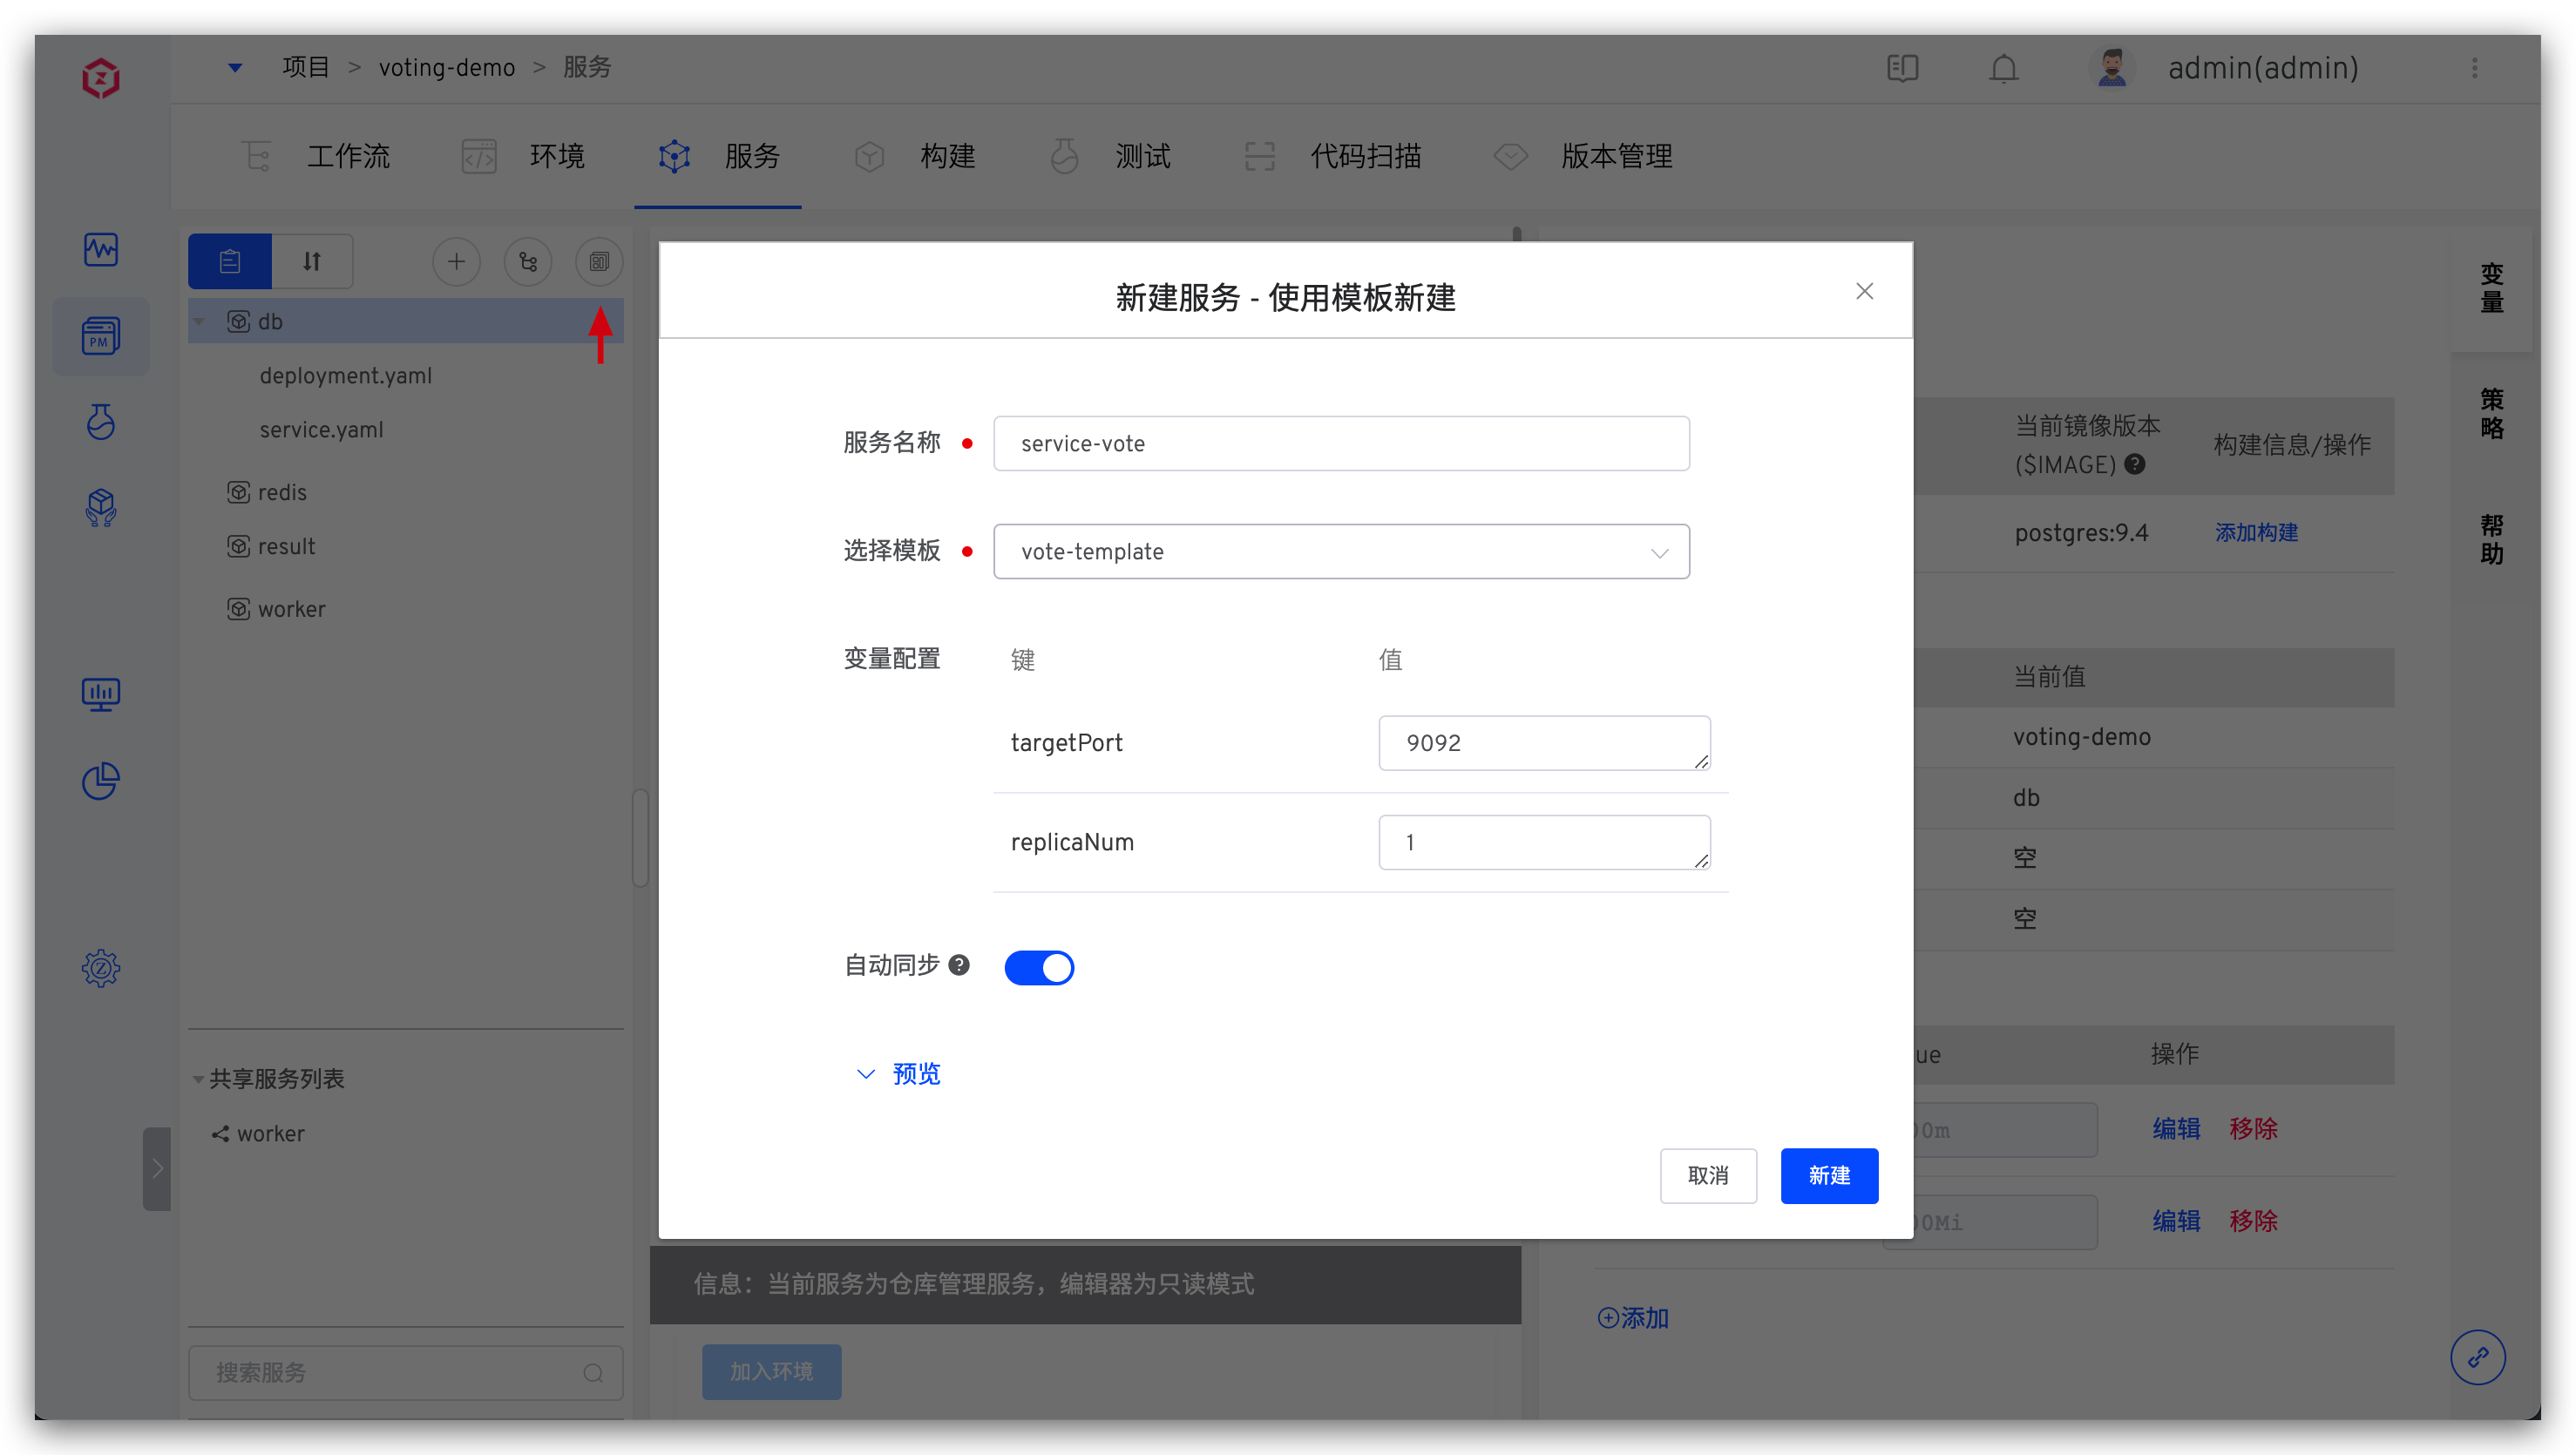 项目 > voting-demo > 服务
admin(admin)
工作流
环境
服务
构建
测试
代码扫描
版本管理
PM
db
deployment.yaml
service.yaml
redis
result
worker
共享服务列表
worker
搜索服务
新建服务 - 使用模板新建
服务名称
service-vote
选择模板
vote-template
变量配置
键
值
targetPort
9092
replicaNum
1
自动同步
预览
取消
新建
信息：当前服务为仓库管理服务，编辑器为只读模式
加入环境
当前镜像版本
($IMAGE)
构建信息/操作
postgres:9.4
添加构建
当前值
voting-demo
db
空
空
操作
编辑
移除
编辑
移除
添加
变量
策略
帮助